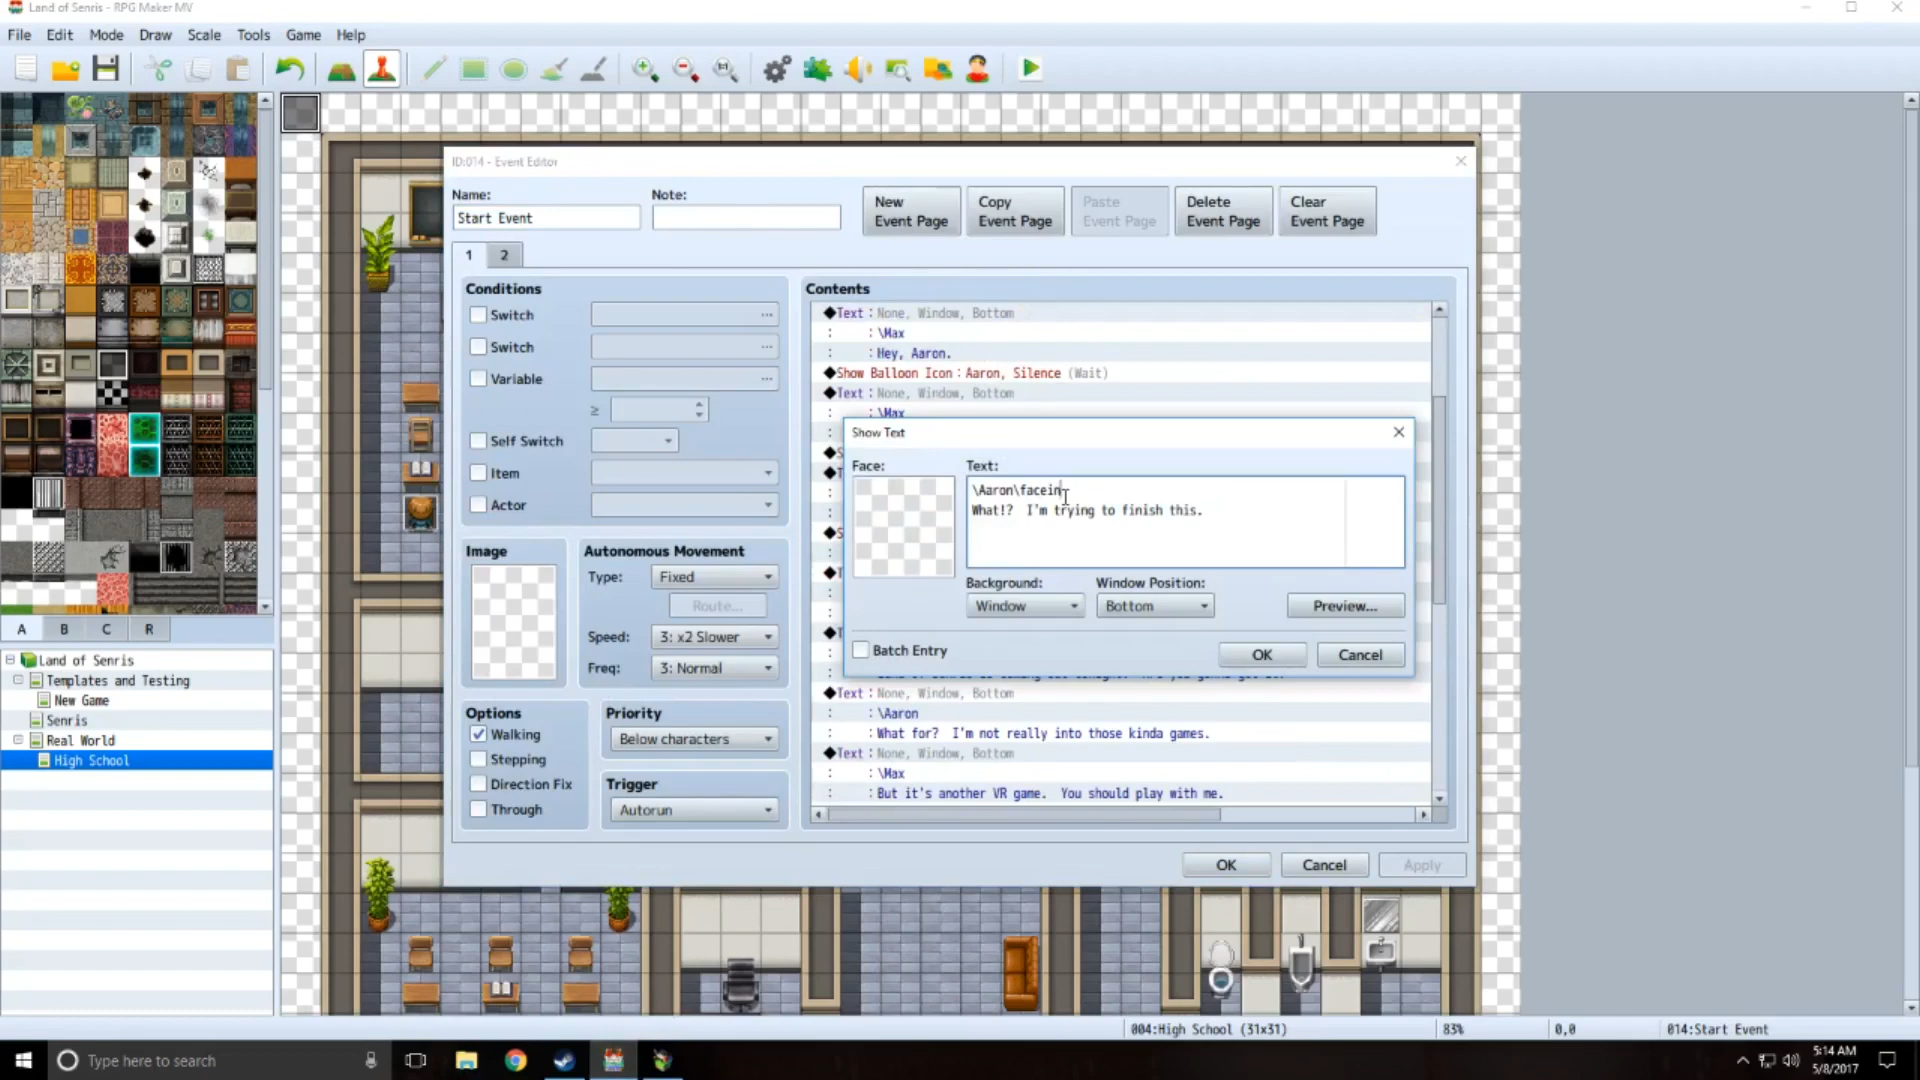 Land of Senris - RPG Maker MV
File Edit Mode Draw Scale Tools Game Help
ID:014 - Event Editor
Name:
Note:
Start Event
New Event Page
Copy Event Page
Paste Event Page
Delete Event Page
Clear Event Page
1 2
Conditions
Switch
Switch
Variable
≥
Self Switch
Item
Actor
Image
Autonomous Movement
Type: Fixed
Route...
Speed: 3: x2 Slower
Freq: 3: Normal
Options
Walking
Stepping
Direction Fix
Through
Priority
Below characters
Trigger
Autorun
Contents
◆Text : None, Window, Bottom
: : \Max
: : Hey, Aaron.
◆Show Balloon Icon : Aaron, Silence (Wait)
◆Text : None, Window, Bottom
: : \Max
Show Text
Face:
Text:
\Aaron\facein
What!?  I'm trying to finish this.
Background:
Window
Window Position:
Bottom
Preview...
Batch Entry
OK
Cancel
◆Text : None, Window, Bottom
: : \Aaron
: : What for?  I'm not really into those kinda games.
◆Text : None, Window, Bottom
: : \Max
: : But it's another VR game.  You should play with me.
OK
Cancel
Apply
A B C R
Land of Senris
Templates and Testing
New Game
Senris
Real World
High School
004:High School (31x31)
83%
0,0
014:Start Event
Type here to search
5:14 AM
5/8/2017